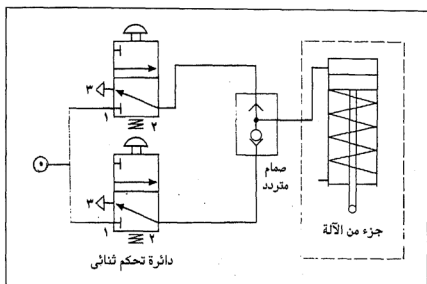 ٣
١
٢
صمام
متردد
٣
١
٢
جزء من الآلة
دائرة تحكم ثنائى